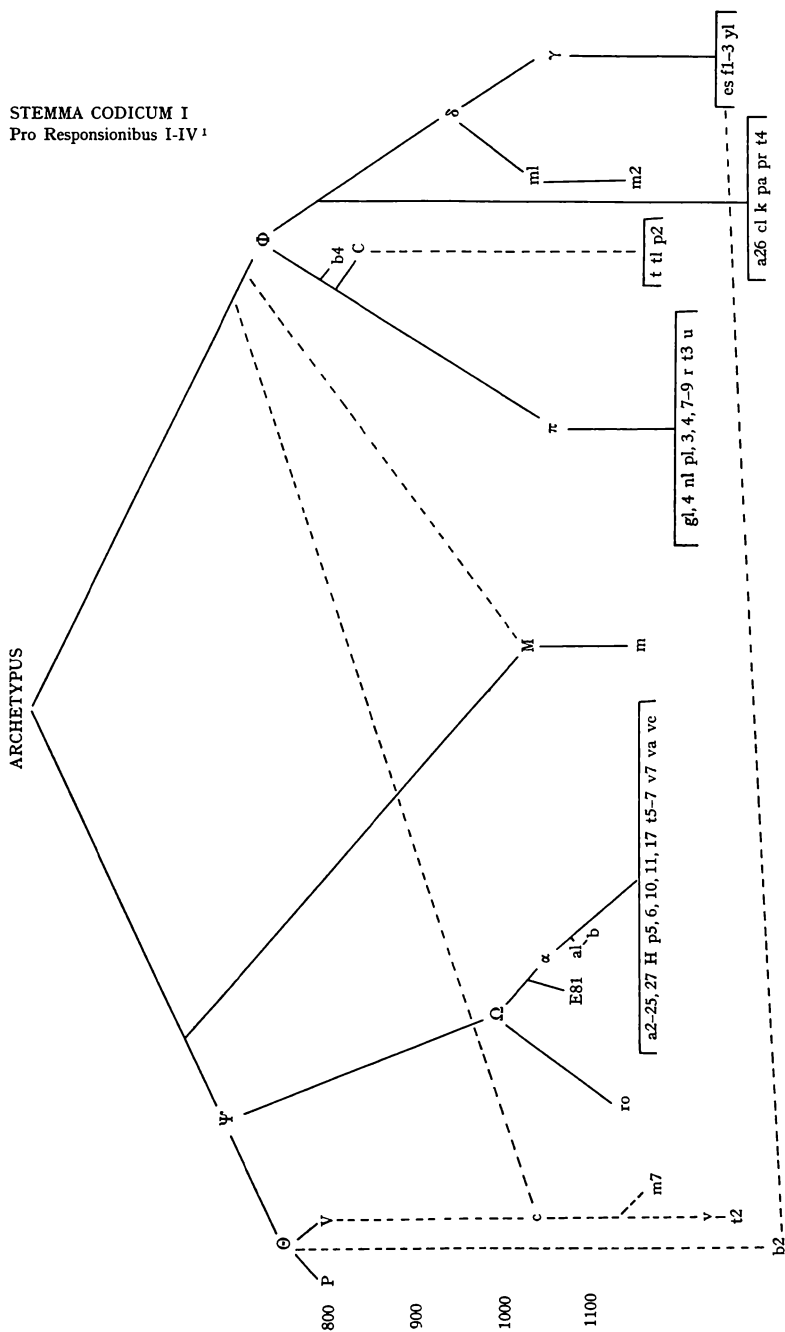 STEMMA CODICUM I
Pro Responsionibus I-IV ¹
ARCHETYPUS
Φ
Ψ
Θ
P
V
δ
γ
b4
C
m1
m2
π
M
m
Ω
α
E81
a1
b
ro
c
m7
v
t2
b2
es f1-3 y1
a26 c1 k pa pr t4
t t1 p2
g1, 4 n1 p1, 3, 4, 7-9 r t3 u
a2-25, 27 H p5, 6, 10, 11, 17 t5-7 v7 va vc
800
900
1000
1100